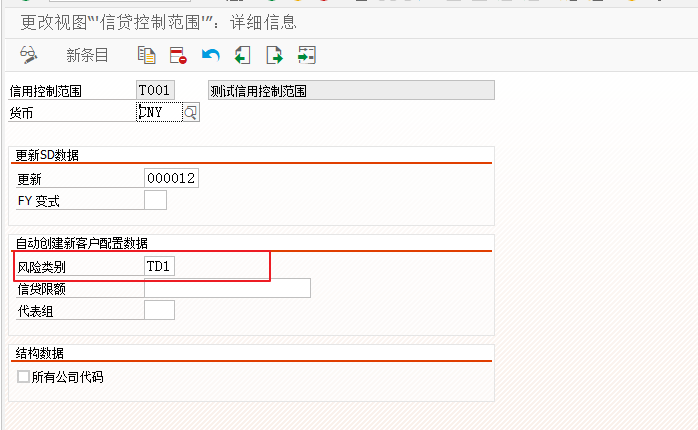 更改视图“'信贷控制范围'”：详细信息
新条目
信用控制范围 T001 测试信用控制范围
货币 CNY
更新SD数据
更新 000012
FY 变式
自动创建新客户配置数据
风险类别 TD1
信贷限额
代表组
结构数据
所有公司代码